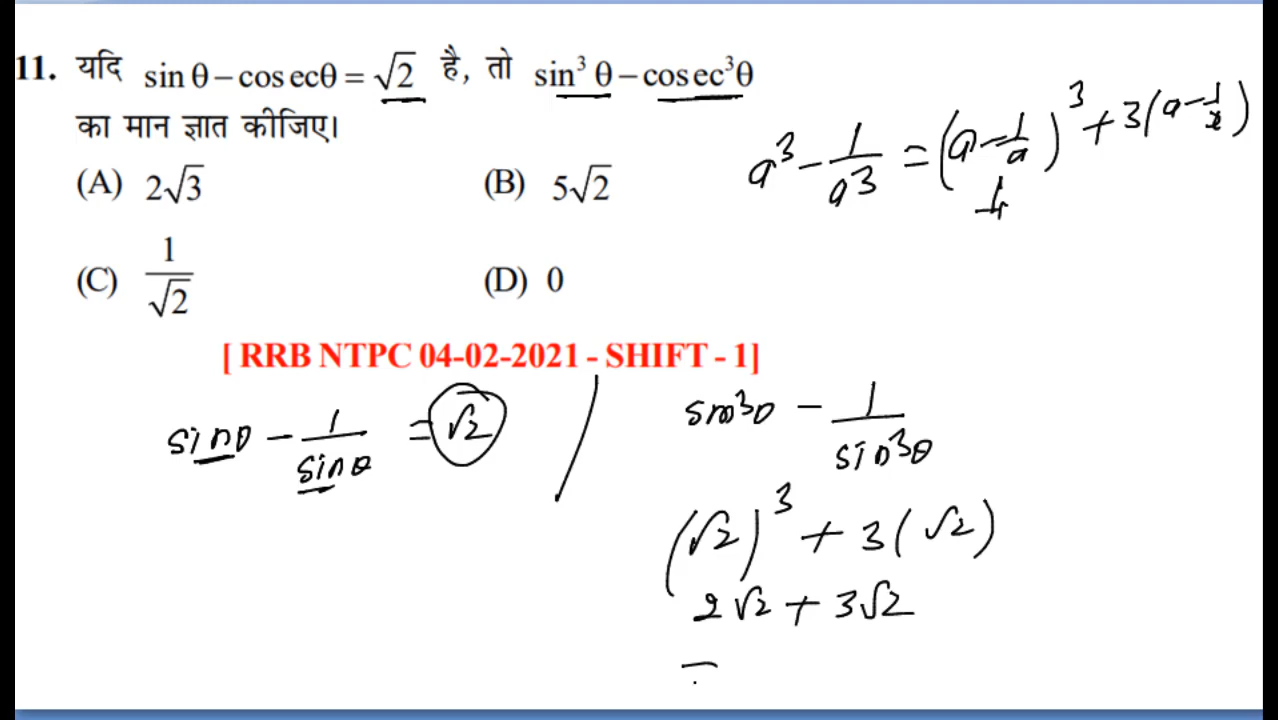 11. यदि sin θ – cos ecθ = √2 है, तो sin³ θ – cosec³θ
का मान ज्ञात कीजिए।
(A) 2√3 (B) 5√2
(C) 1/√2 (D) 0
[ RRB NTPC 04-02-2021 - SHIFT - 1]
a³ – 1/a³ = (a – 1/a)³ + 3(a – 1/a)
sinθ – 1/sinθ = √2
sin³θ – 1/sin³θ
(√2)³ + 3(√2)
2√2 + 3√2